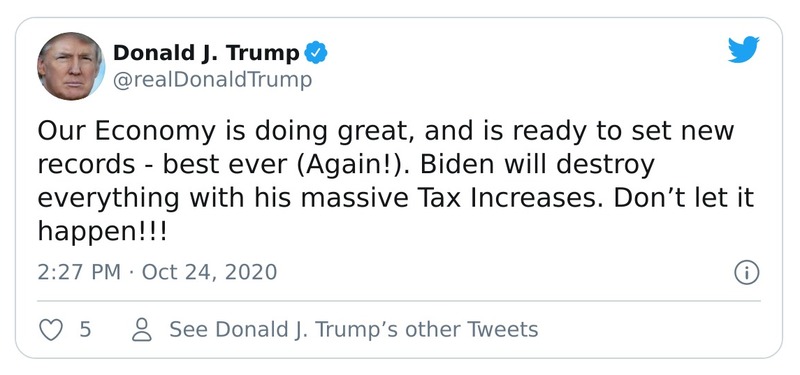 Donald J. Trump
@realDonaldTrump
Our Economy is doing great, and is ready to set new
records - best ever (Again!). Biden will destroy
everything with his massive Tax Increases. Don’t let it
happen!!!
2:27 PM · Oct 24, 2020
5 See Donald J. Trump’s other Tweets